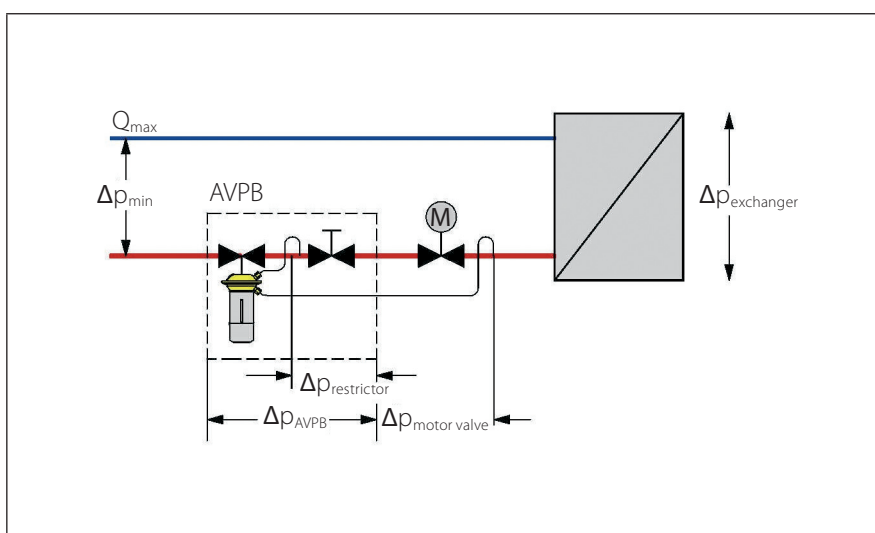 Qmax
Δpmin
AVPB
M
Δpexchanger
Δprestrictor
ΔpAVPB
Δpmotor valve